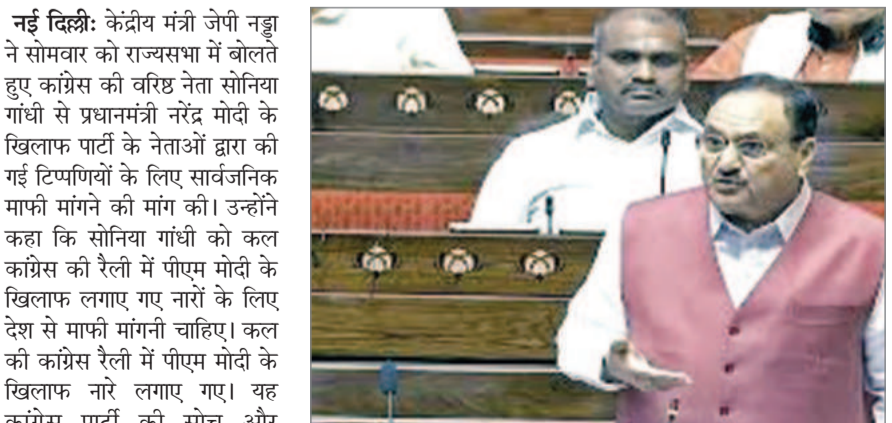 नई दिल्ली: केंद्रीय मंत्री जेपी नड्डा
ने सोमवार को राज्यसभा में बोलते
हुए कांग्रेस की वरिष्ठ नेता सोनिया
गांधी से प्रधानमंत्री नरेंद्र मोदी के
खिलाफ पार्टी के नेताओं द्वारा की
गई टिप्पणियों के लिए सार्वजनिक
माफी मांगने की मांग की। उन्होंने
कहा कि सोनिया गांधी को कल
कांग्रेस की रैली में पीएम मोदी के
खिलाफ लगाए गए नारों के लिए
देश से माफी मांगनी चाहिए। कल
की कांग्रेस रैली में पीएम मोदी के
खिलाफ नारे लगाए गए। यह
कांग्रेस पार्टी की सोच और